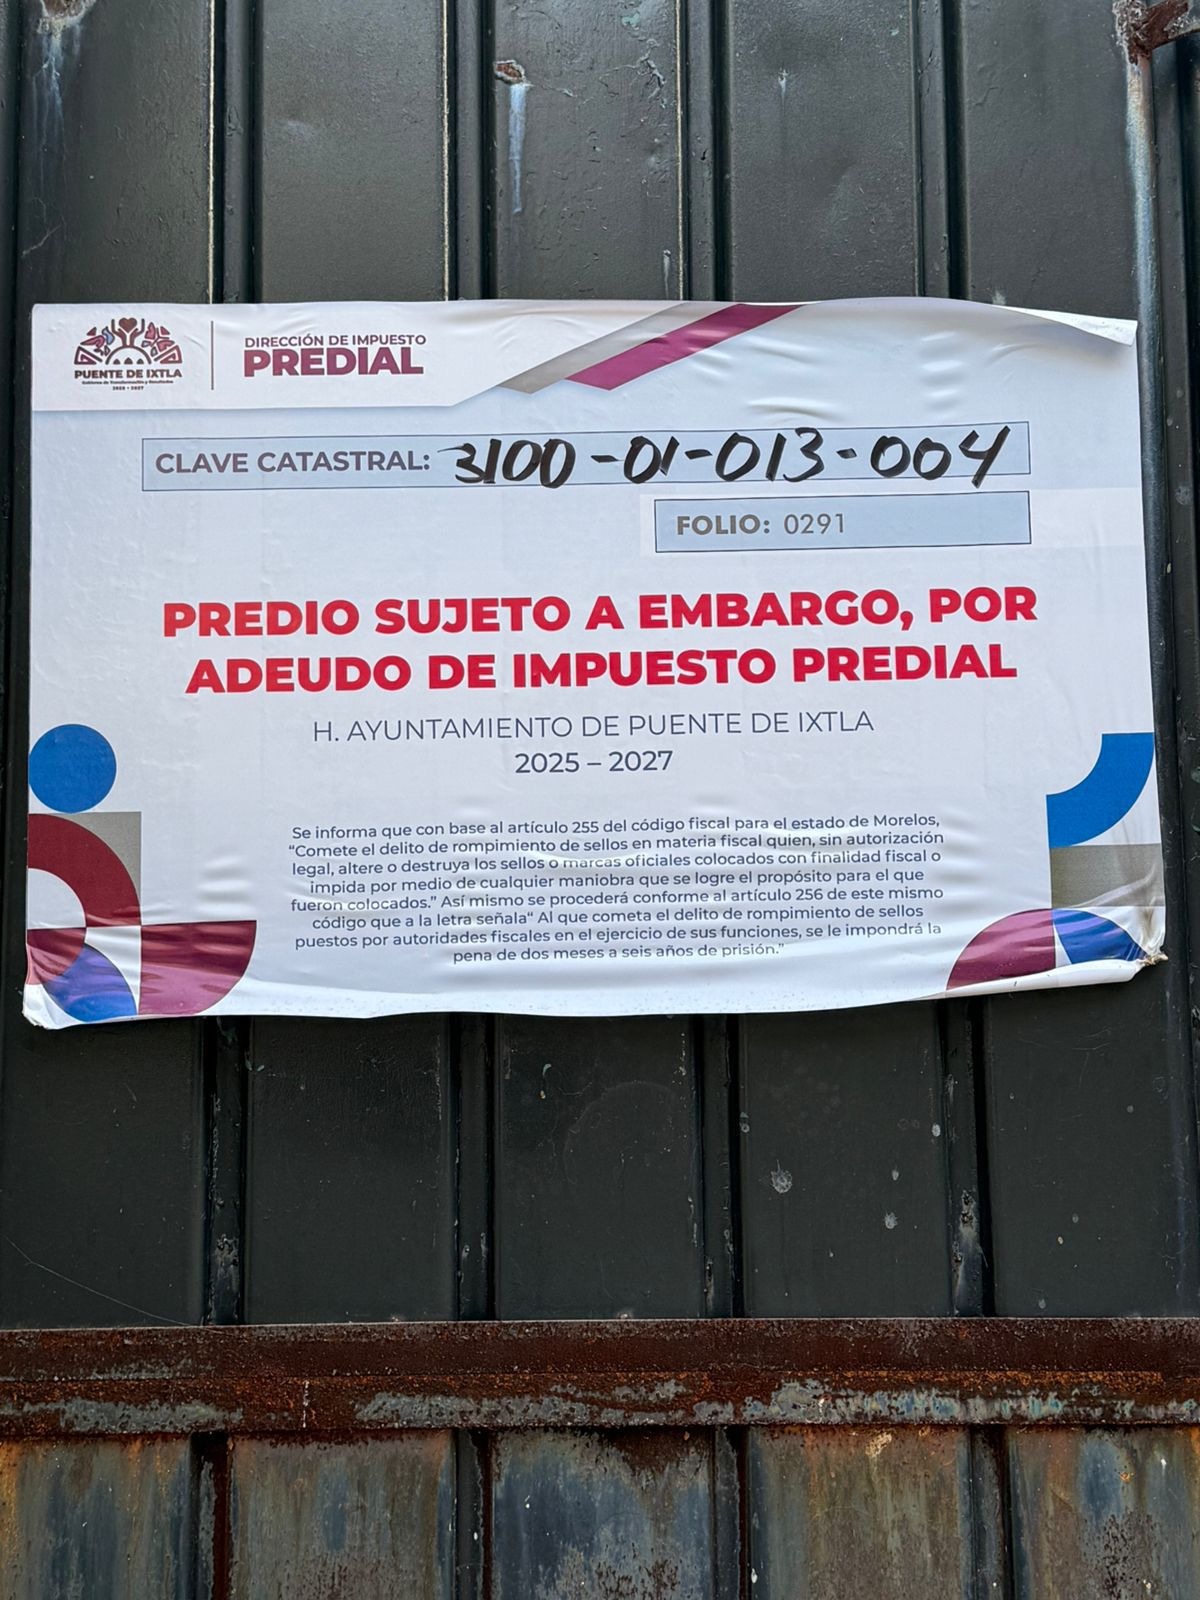 PUENTE DE IXTLA
Gobierno de Transformación y Resultados
2025 - 2027
DIRECCIÓN DE IMPUESTO
PREDIAL
CLAVE CATASTRAL: 3100-01-013-004
FOLIO: 0291
PREDIO SUJETO A EMBARGO, POR
ADEUDO DE IMPUESTO PREDIAL
H. AYUNTAMIENTO DE PUENTE DE IXTLA
2025 – 2027
Se informa que con base al artículo 255 del código fiscal para el estado de Morelos,
“Comete el delito de rompimiento de sellos en materia fiscal quien, sin autorización
legal, altere o destruya los sellos o marcas oficiales colocados con finalidad fiscal o
impida por medio de cualquier maniobra que se logre el propósito para el que
fueron colocados.” Así mismo se procederá conforme al artículo 256 de este mismo
código que a la letra señala“ Al que cometa el delito de rompimiento de sellos
puestos por autoridades fiscales en el ejercicio de sus funciones, se le impondrá la
pena de dos meses a seis años de prisión.”